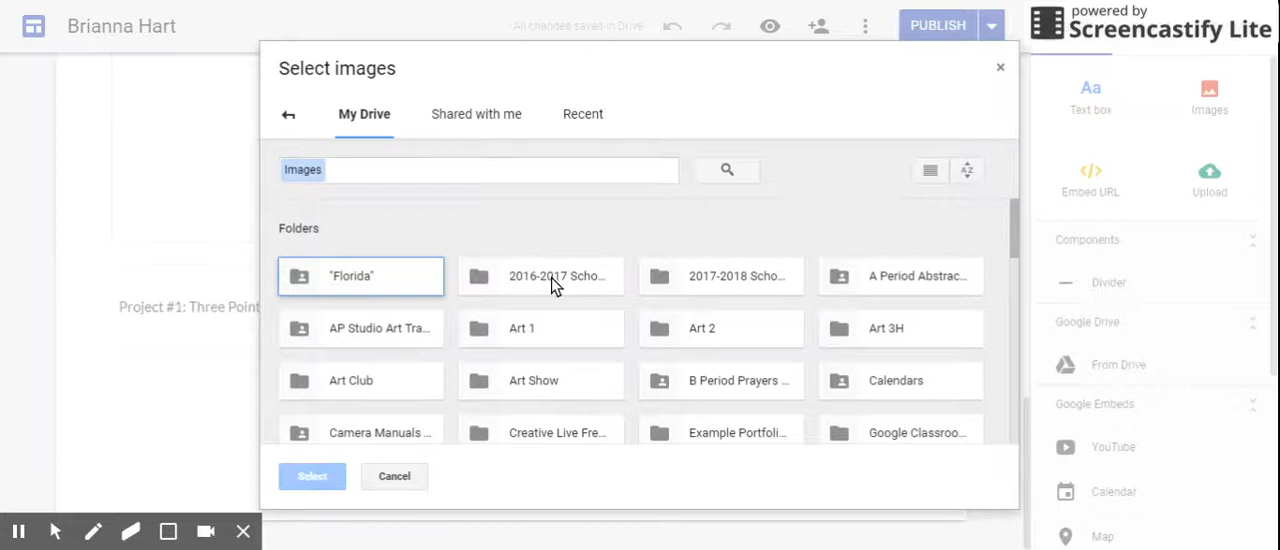 Brianna Hart
All changes saved in Drive
PUBLISH
powered by
Screencastify Lite
Select images
My Drive
Shared with me
Recent
Images
AZ
Folders
"Florida"
2016-2017 Scho...
2017-2018 Scho...
A Period Abstrac...
AP Studio Art Tra...
Art 1
Art 2
Art 3H
Art Club
Art Show
B Period Prayers ...
Calendars
Camera Manuals ...
Creative Live Fre...
Example Portfoli...
Google Classroo...
Select
Cancel
Project #1: Three Point
Aa
Text box
Images
Embed URL
Upload
Components
Divider
Google Drive
From Drive
Google Embeds
YouTube
Calendar
Map